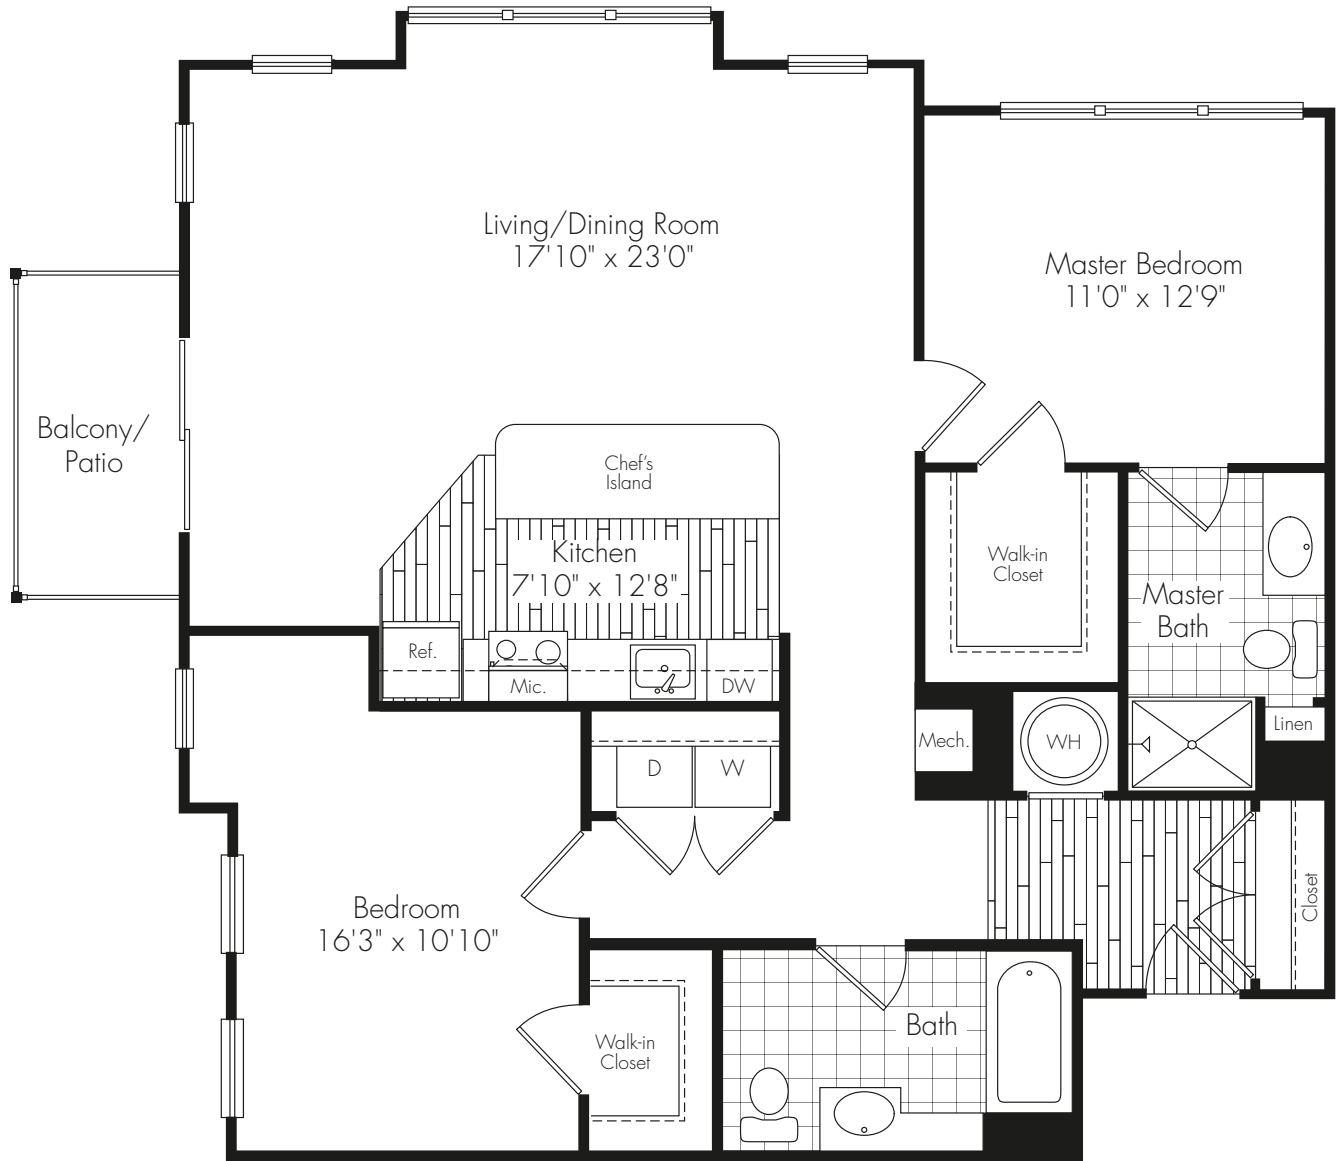 Living/Dining Room
17'10" x 23'0"
Master Bedroom
11'0" x 12'9"
Balcony/
Patio
Chef's
Island
Kitchen
7'10" x 12'8"
Walk-in
Closet
Master
Bath
Ref.
Mic.
DW
Mech.
WH
Linen
D
W
Closet
Bedroom
16'3" x 10'10"
Bath
Walk-in
Closet